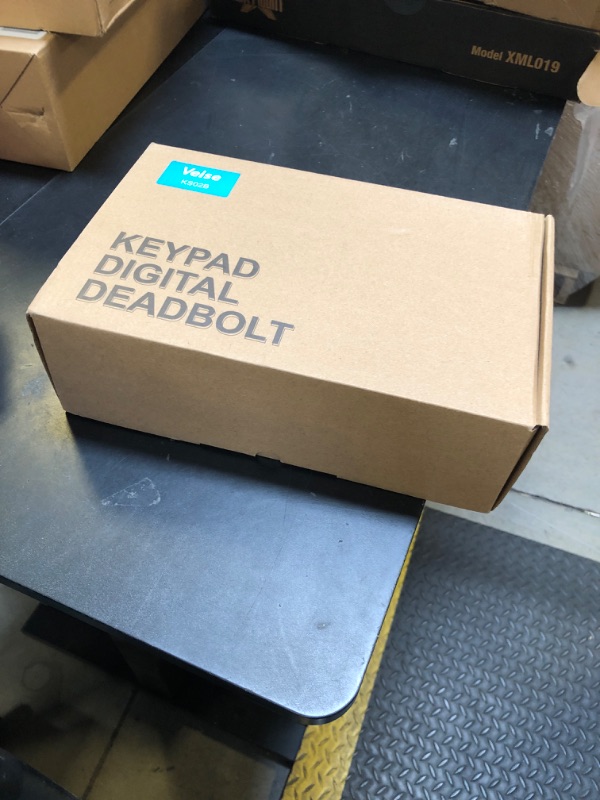 Model XML019
Veise
KS02B
KEYPAD
DIGITAL
DEADBOLT